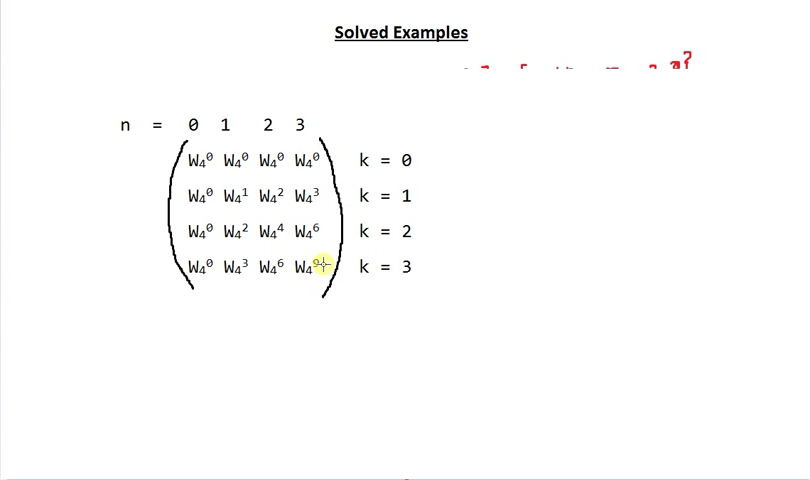 Solved Examples
n = 0 1 2 3
W₄⁰ W₄⁰ W₄⁰ W₄⁰ k = 0
W₄⁰ W₄¹ W₄² W₄³ k = 1
W₄⁰ W₄² W₄⁴ W₄⁶ k = 2
W₄⁰ W₄³ W₄⁶ W₄⁹ k = 3